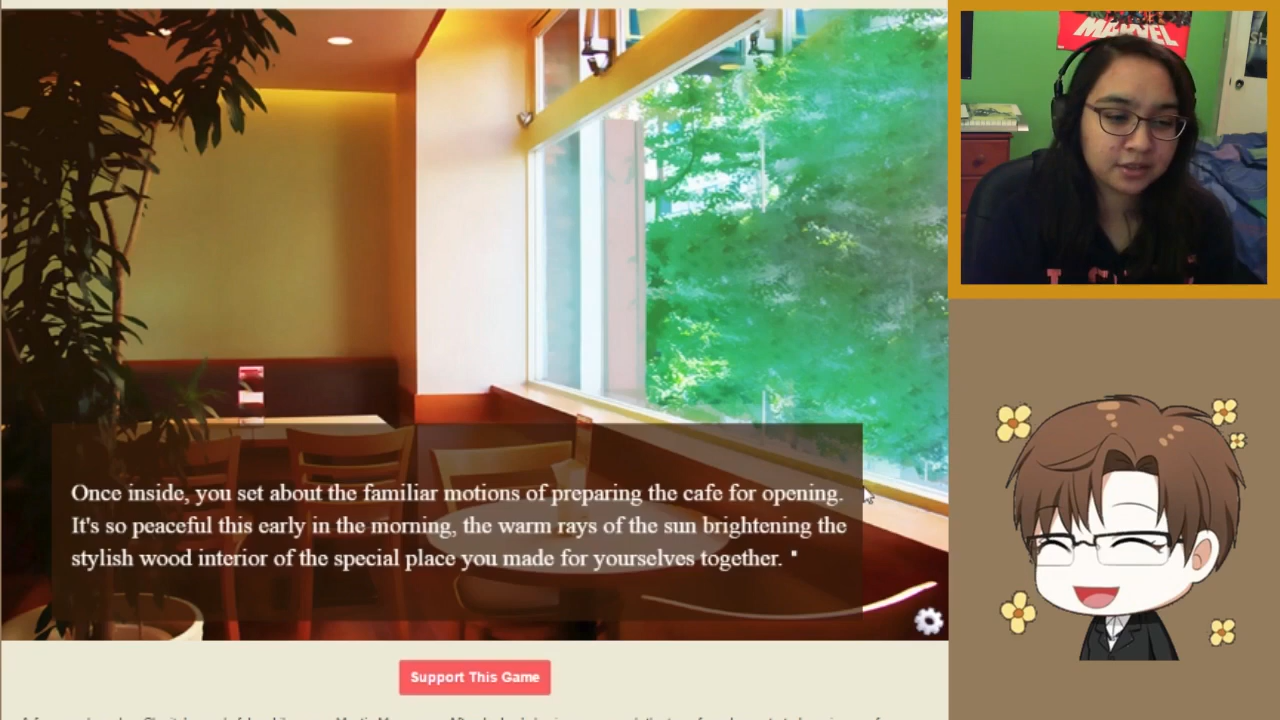 MARVEL
Once inside, you set about the familiar motions of preparing the cafe for opening.
It's so peaceful this early in the morning, the warm rays of the sun brightening the
stylish wood interior of the special place you made for yourselves together. "
Support This Game